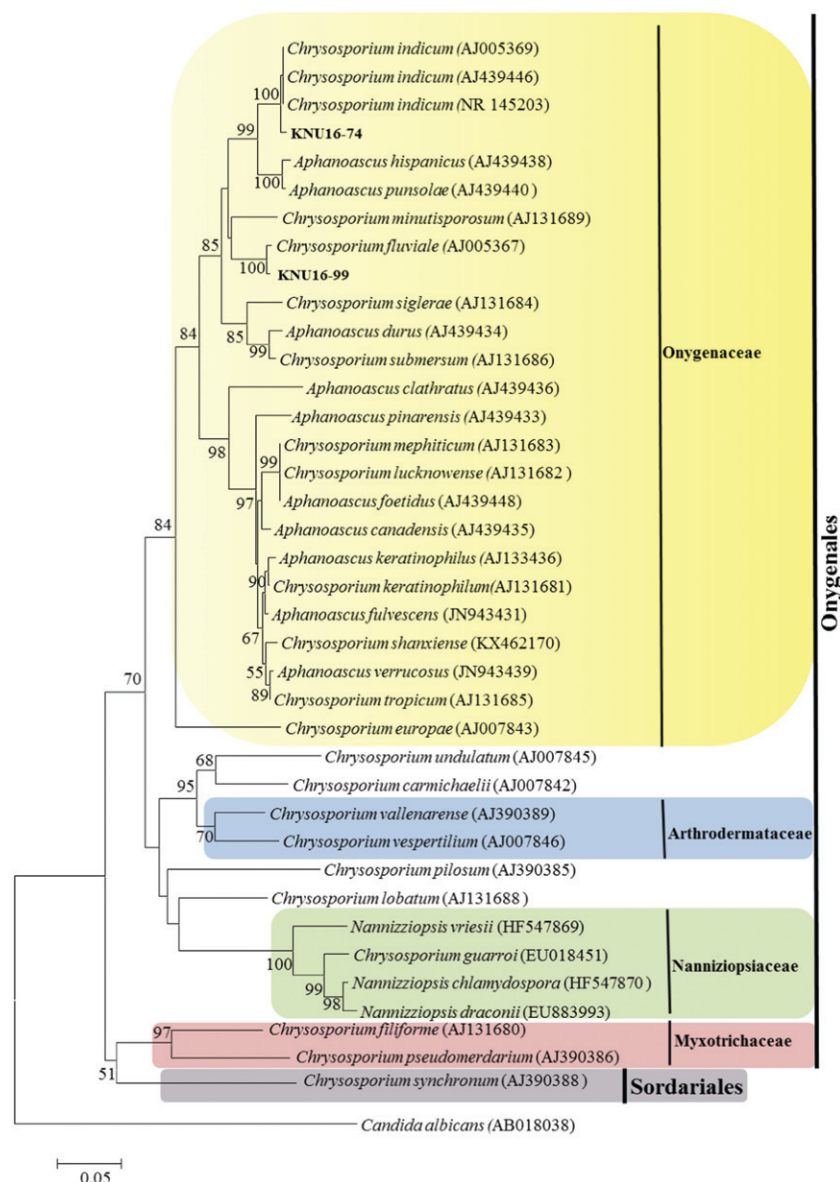 Chrysosporium indicum (AJ005369)
Chrysosporium indicum (AJ439446)
100
Chrysosporium indicum (NR 145203)
99
KNU16-74
Aphanoascus hispanicus (AJ439438)
100
Aphanoascus punsolae (AJ439440 )
Chrysosporium minutisporosum (AJ131689)
85
Chrysosporium fluviale (AJ005367)
100
KNU16-99
Chrysosporium siglerae (AJ131684)
84
85
Aphanoascus durus (AJ439434)
99
Chrysosporium submersum (AJ131686)
Onygenaceae
Aphanoascus clathratus (AJ439436)
Aphanoascus pinarensis (AJ439433)
98
Chrysosporium mephiticum (AJ131683)
99
Chrysosporium lucknowense (AJ131682 )
97
Aphanoascus foetidus (AJ439448)
84
Aphanoascus canadensis (AJ439435)
Aphanoascus keratinophilus (AJ133436)
90
Chrysosporium keratinophilum(AJ131681)
Aphanoascus fulvescens (JN943431)
67
Chrysosporium shanxiense (KX462170)
55
Aphanoascus verrucosus (JN943439)
89
Chrysosporium tropicum (AJ131685)
70
Chrysosporium europae (AJ007843)
Onygenales
68
Chrysosporium undulatum (AJ007845)
95
Chrysosporium carmichaelii (AJ007842)
Chrysosporium vallenarense (AJ390389)
70
Chrysosporium vespertilium (AJ007846)
Arthrodermataceae
Chrysosporium pilosum (AJ390385)
Chrysosporium lobatum (AJ131688 )
Nannizziopsis vriesii (HF547869)
100
Chrysosporium guarroi (EU018451)
99
Nannizziopsis chlamydospora (HF547870 )
98
Nannizziopsis draconii (EU883993)
Nanniziopsiaceae
97
Chrysosporium filiforme (AJ131680)
Chrysosporium pseudomerdarium (AJ390386)
Myxotrichaceae
51
Chrysosporium synchronum (AJ390388)
Sordariales
Candida albicans (AB018038)
0.05